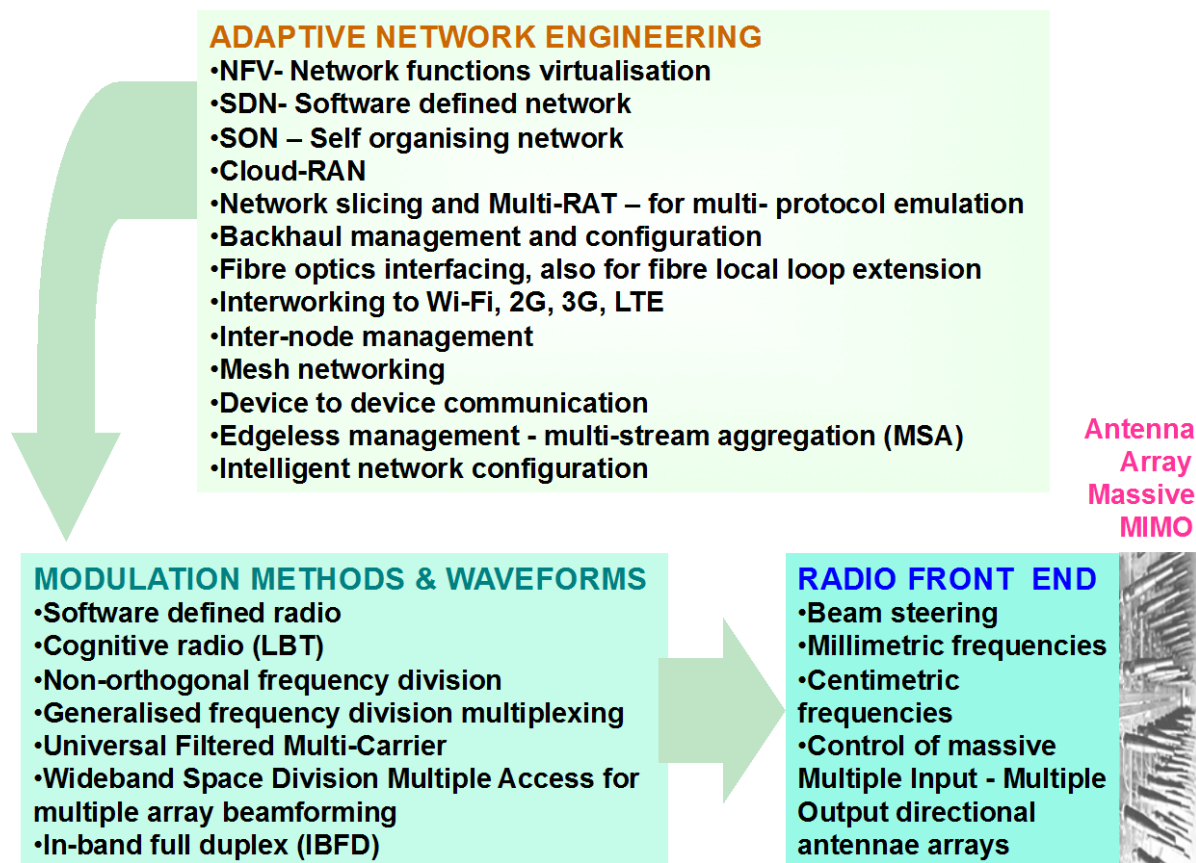 ADAPTIVE NETWORK ENGINEERING
•NFV- Network functions virtualisation
•SDN- Software defined network
•SON – Self organising network
•Cloud-RAN
•Network slicing and Multi-RAT – for multi- protocol emulation
•Backhaul management and configuration
•Fibre optics interfacing, also for fibre local loop extension
•Interworking to Wi-Fi, 2G, 3G, LTE
•Inter-node management
•Mesh networking
•Device to device communication
•Edgeless management - multi-stream aggregation (MSA)
•Intelligent network configuration
Antenna
Array
Massive
MIMO
MODULATION METHODS & WAVEFORMS
•Software defined radio
•Cognitive radio (LBT)
•Non-orthogonal frequency division
•Generalised frequency division multiplexing
•Universal Filtered Multi-Carrier
•Wideband Space Division Multiple Access for
multiple array beamforming
•In-band full duplex (IBFD)
RADIO FRONT END
•Beam steering
•Millimetric frequencies
•Centimetric
frequencies
•Control of massive
Multiple Input - Multiple
Output directional
antennae arrays